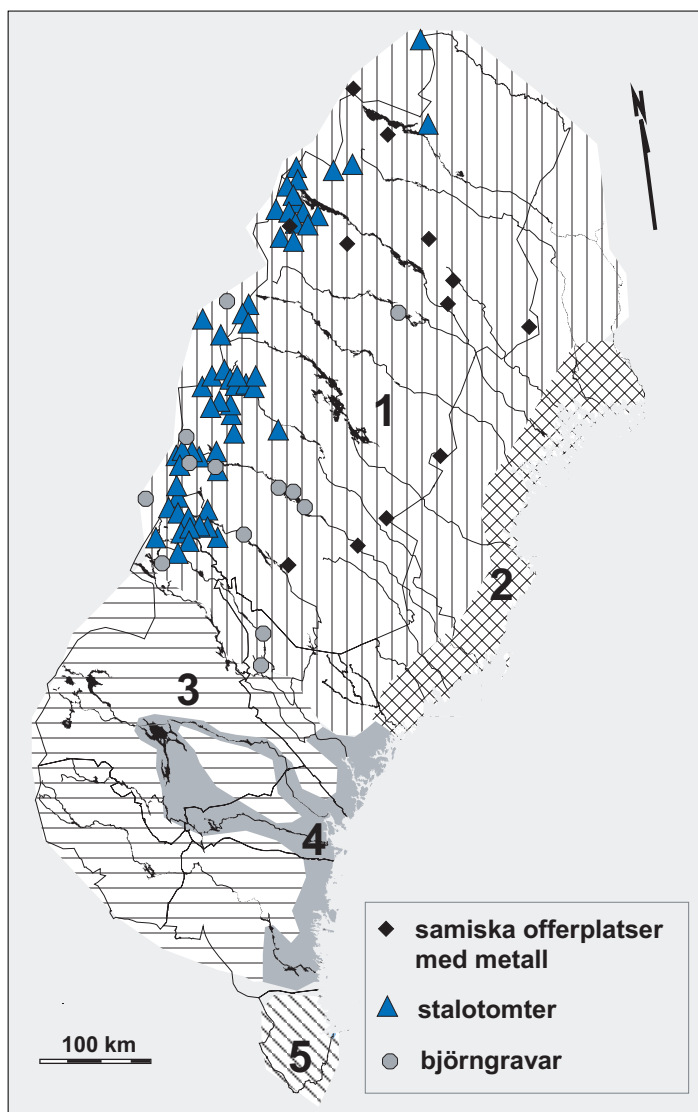 N
1
2
3
4
5
samiska offerplatser
med metall
stalotomter
björngravar
100 km